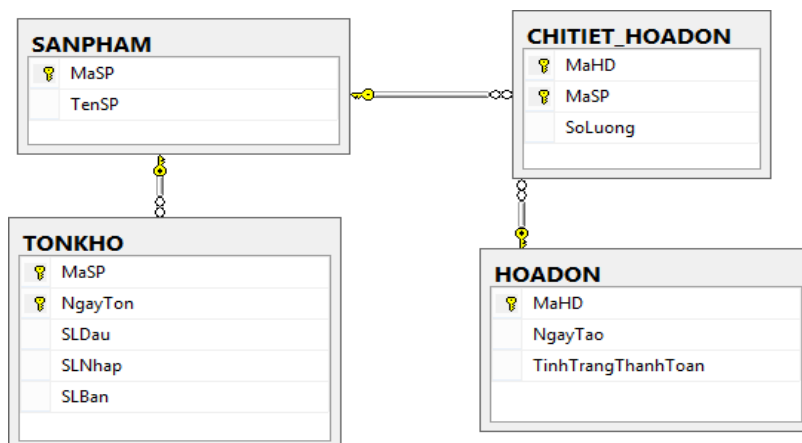 SANPHAM
MaSP
TenSP
CHITIET_HOADON
MaHD
MaSP
SoLuong
TONKHO
MaSP
NgayTon
SLDau
SLNhap
SLBan
HOADON
MaHD
NgayTao
TinhTrangThanhToan